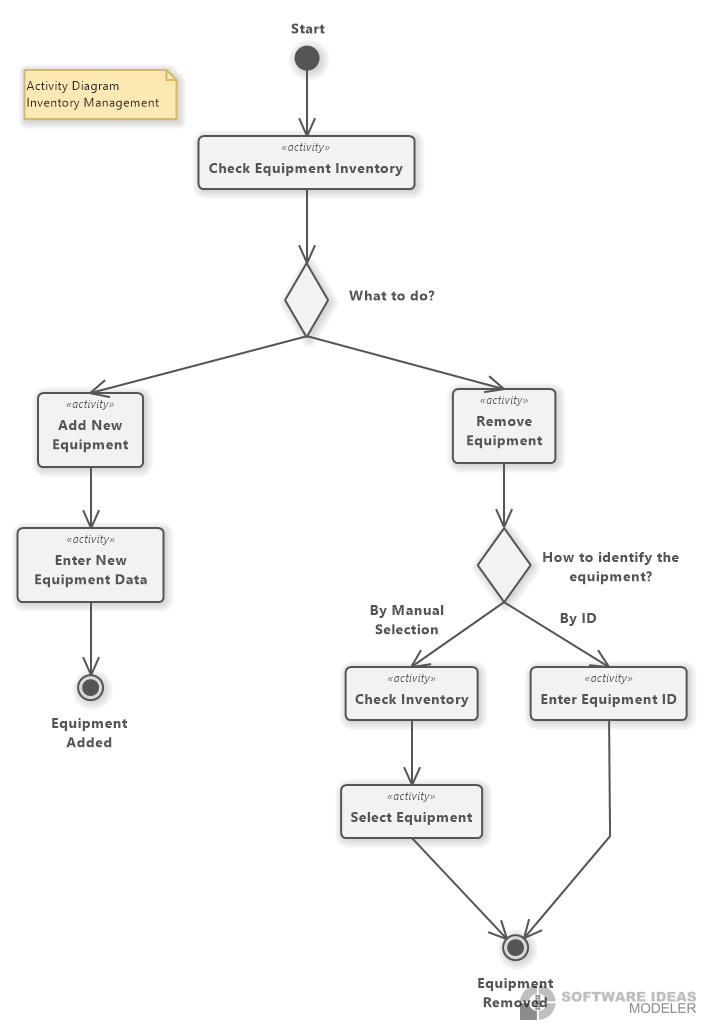 Start
Activity Diagram
Inventory Management
«activity»
Check Equipment Inventory
What to do?
«activity»
Add New
Equipment
«activity»
Remove
Equipment
«activity»
Enter New
Equipment Data
How to identify the
equipment?
By Manual
Selection
By ID
«activity»
Check Inventory
«activity»
Enter Equipment ID
Equipment
Added
«activity»
Select Equipment
Equipment
Removed
SOFTWARE IDEAS
MODELER